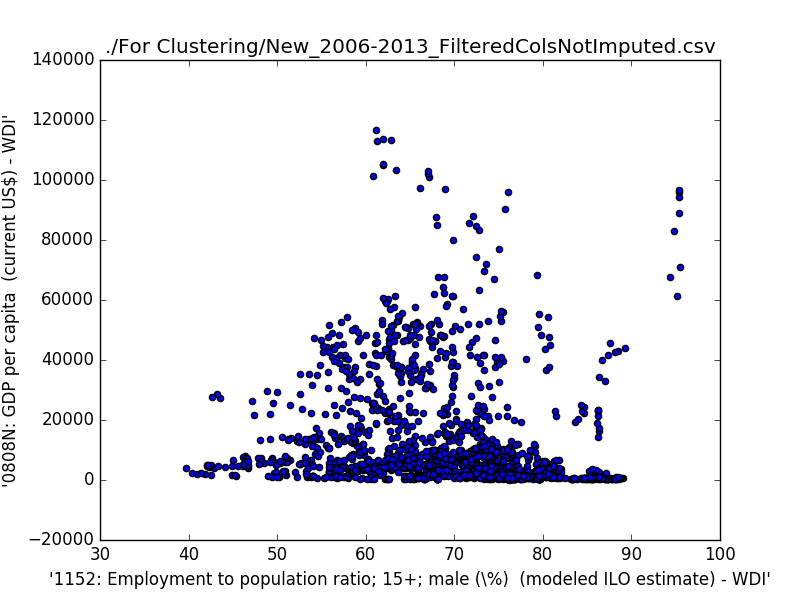 ./For Clustering/New_2006-2013_FilteredColsNotImputed.csv
140000
120000
100000
80000
60000
40000
20000
0
−20000
30 40 50 60 70 80 90 100
'0808N: GDP per capita  (current US$) - WDI'
'1152: Employment to population ratio; 15+; male (\%)  (modeled ILO estimate) - WDI'